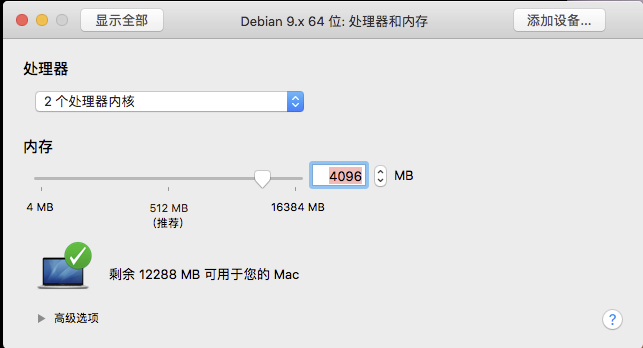 显示全部
Debian 9.x 64 位: 处理器和内存
添加设备...
处理器
2 个处理器内核
内存
4096
MB
4 MB
512 MB
16384 MB
(推荐)
剩余 12288 MB 可用于您的 Mac
高级选项
?